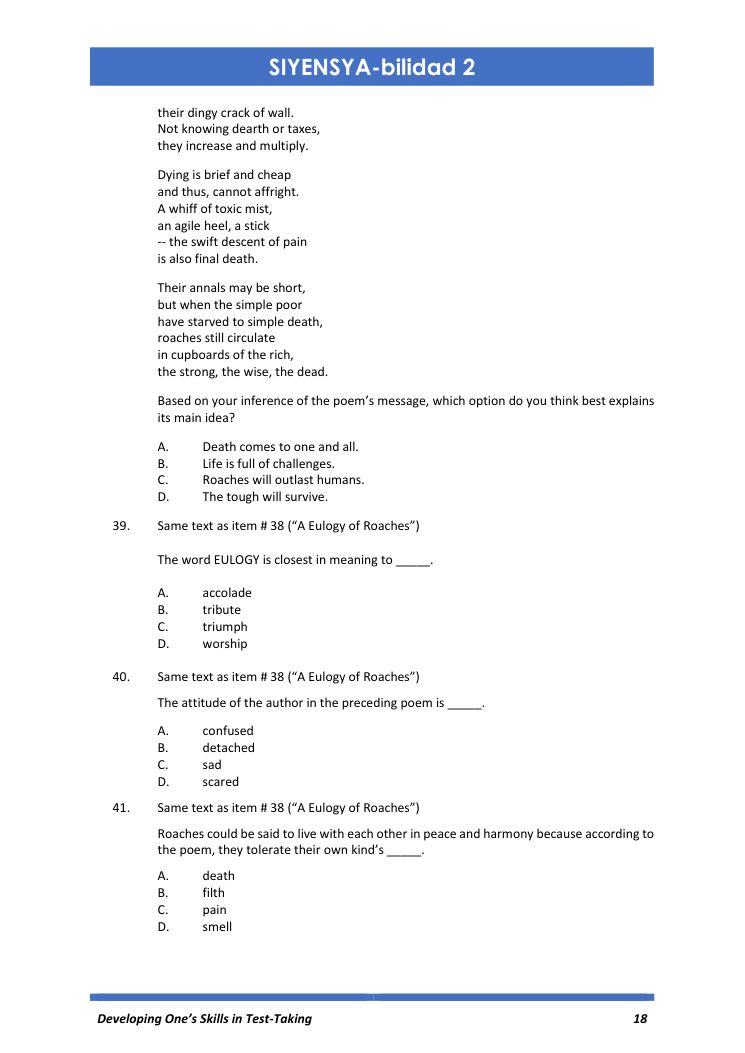 SIYENSYA-bilidad 2
their dingy crack of wall.
Not knowing dearth or taxes,
they increase and multiply.
Dying is brief and cheap
and thus, cannot affright.
A whiff of toxic mist,
an agile heel, a stick
-- the swift descent of pain
is also final death.
Their annals may be short,
but when the simple poor
have starved to simple death,
roaches still circulate
in cupboards of the rich,
the strong, the wise, the dead.
Based on your inference of the poem’s message, which option do you think best explains
its main idea?
A. Death comes to one and all.
B. Life is full of challenges.
C. Roaches will outlast humans.
D. The tough will survive.
39. Same text as item # 38 (“A Eulogy of Roaches”)
The word EULOGY is closest in meaning to _____.
A. accolade
B. tribute
C. triumph
D. worship
40. Same text as item # 38 (“A Eulogy of Roaches”)
The attitude of the author in the preceding poem is _____.
A. confused
B. detached
C. sad
D. scared
41. Same text as item # 38 (“A Eulogy of Roaches”)
Roaches could be said to live with each other in peace and harmony because according to
the poem, they tolerate their own kind’s _____.
A. death
B. filth
C. pain
D. smell
Developing One’s Skills in Test-Taking 18